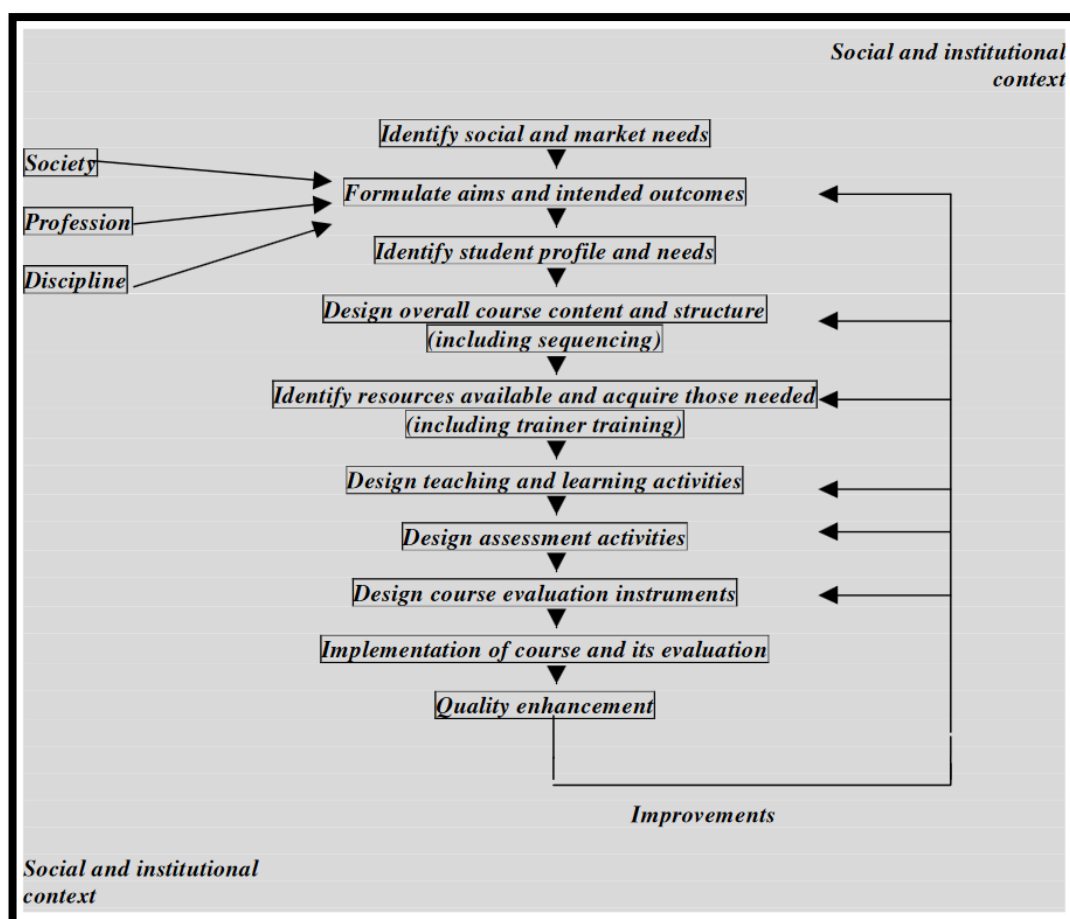 Social and institutional
context
Identify social and market needs
Society
Formulate aims and intended outcomes
Profession
Identify student profile and needs
Discipline
Design overall course content and structure
(including sequencing)
Identify resources available and acquire those needed
(including trainer training)
Design teaching and learning activities
Design assessment activities
Design course evaluation instruments
Implementation of course and its evaluation
Quality enhancement
Improvements
Social and institutional
context